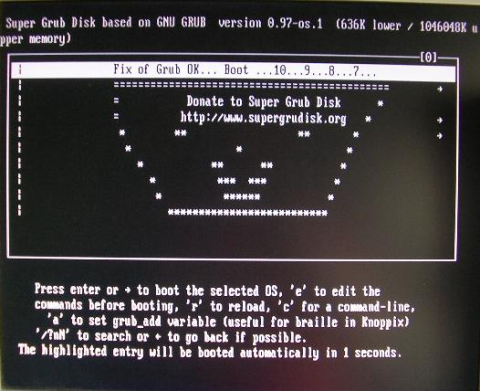 Super Grub Disk based on GNU GRUB version 0.97-os.1 (636K lower / 1046048K u
pper memory)
[0]
Fix of Grub OK... Boot ...10...9...8...7...
=================================================
= Donate to Super Grub Disk *
= http://www.supergrudisk.org *
* ** ** *
* * *
* ** ** *
* *** *** *
* ****** *
**************************
Press enter or → to boot the selected OS, 'e' to edit the
commands before booting, 'r' to reload, 'c' for a command-line,
'a' to set grub_add variable (useful for braille in Knoppix)
'/?nN' to search or ← to go back if possible.
The highlighted entry will be booted automatically in 1 seconds.